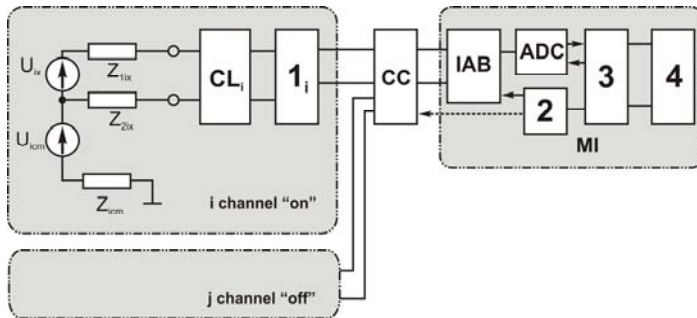 U_ix
Z_1ix
Z_2ix
U_icm
Z_icm
CL_i
1_i
i channel “on”
CC
IAB
ADC
3
4
2
MI
j channel “off”